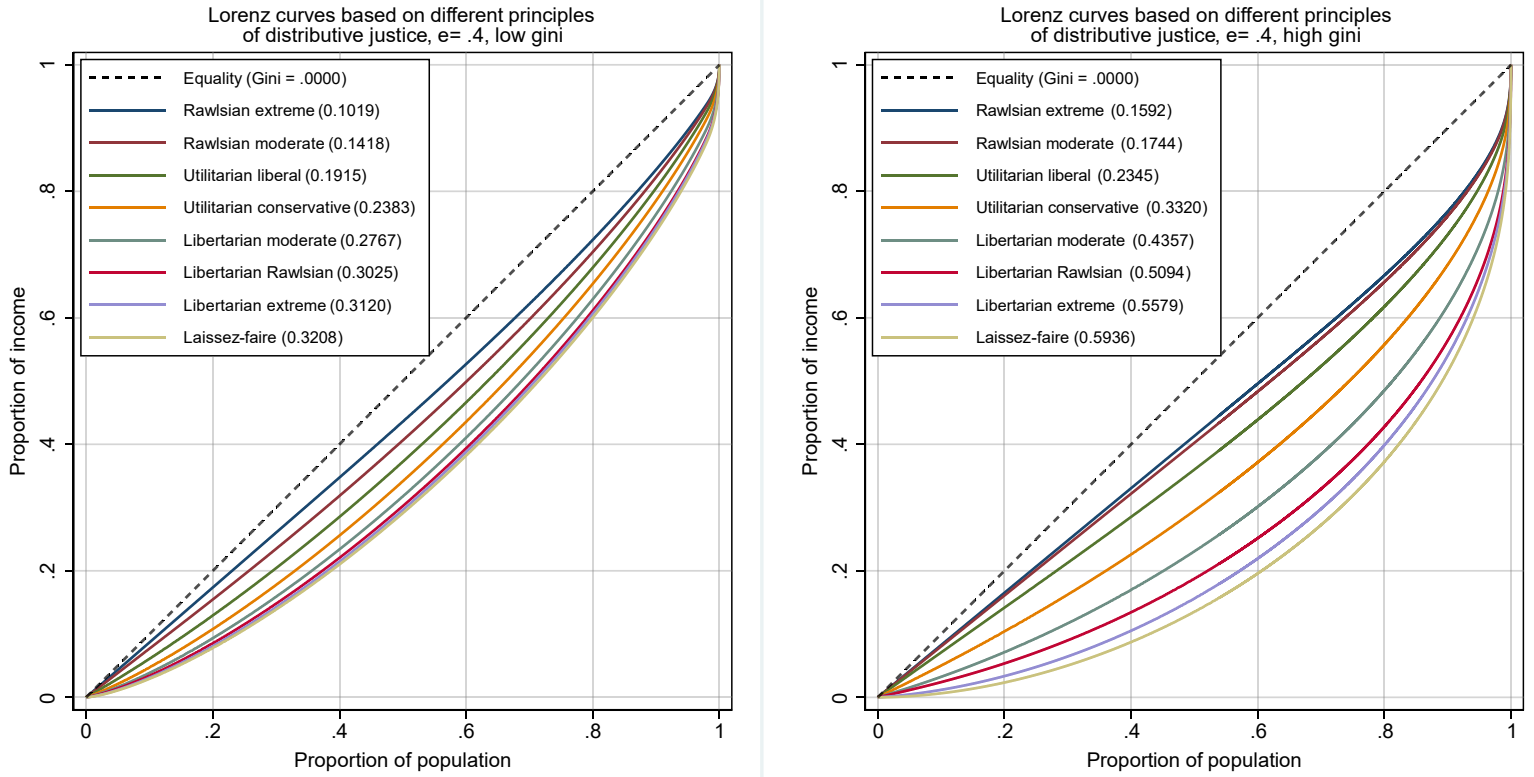 Lorenz curves based on different principles
of distributive justice, e= .4, low gini
Equality (Gini = .0000)
Rawlsian extreme (0.1019)
Rawlsian moderate (0.1418)
Utilitarian liberal (0.1915)
Utilitarian conservative (0.2383)
Libertarian moderate (0.2767)
Libertarian Rawlsian (0.3025)
Libertarian extreme (0.3120)
Laissez-faire (0.3208)
Proportion of income
1
.8
.6
.4
.2
0
0 .2 .4 .6 .8 1
Proportion of population
Lorenz curves based on different principles
of distributive justice, e= .4, high gini
Equality (Gini = .0000)
Rawlsian extreme (0.1592)
Rawlsian moderate (0.1744)
Utilitarian liberal (0.2345)
Utilitarian conservative (0.3320)
Libertarian moderate (0.4357)
Libertarian Rawlsian (0.5094)
Libertarian extreme (0.5579)
Laissez-faire (0.5936)
Proportion of income
1
.8
.6
.4
.2
0
0 .2 .4 .6 .8 1
Proportion of population